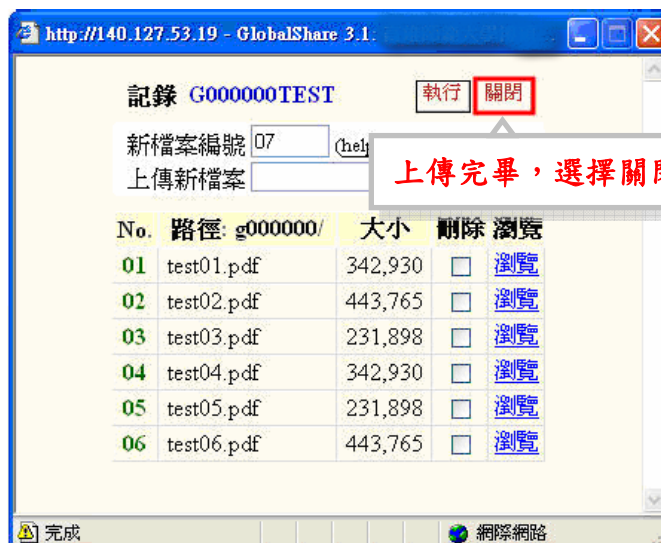 http://140.127.53.19 - GlobalShare 3.1:
記錄 G000000TEST 執行 關閉
新檔案編號 07 (help
上傳新檔案
上傳完畢，選擇關閉
No. 路徑: g000000/ 大小 刪除 瀏覽
01 test01.pdf 342,930 瀏覽
02 test02.pdf 443,765 瀏覽
03 test03.pdf 231,898 瀏覽
04 test04.pdf 342,930 瀏覽
05 test05.pdf 231,898 瀏覽
06 test06.pdf 443,765 瀏覽
完成 網際網路